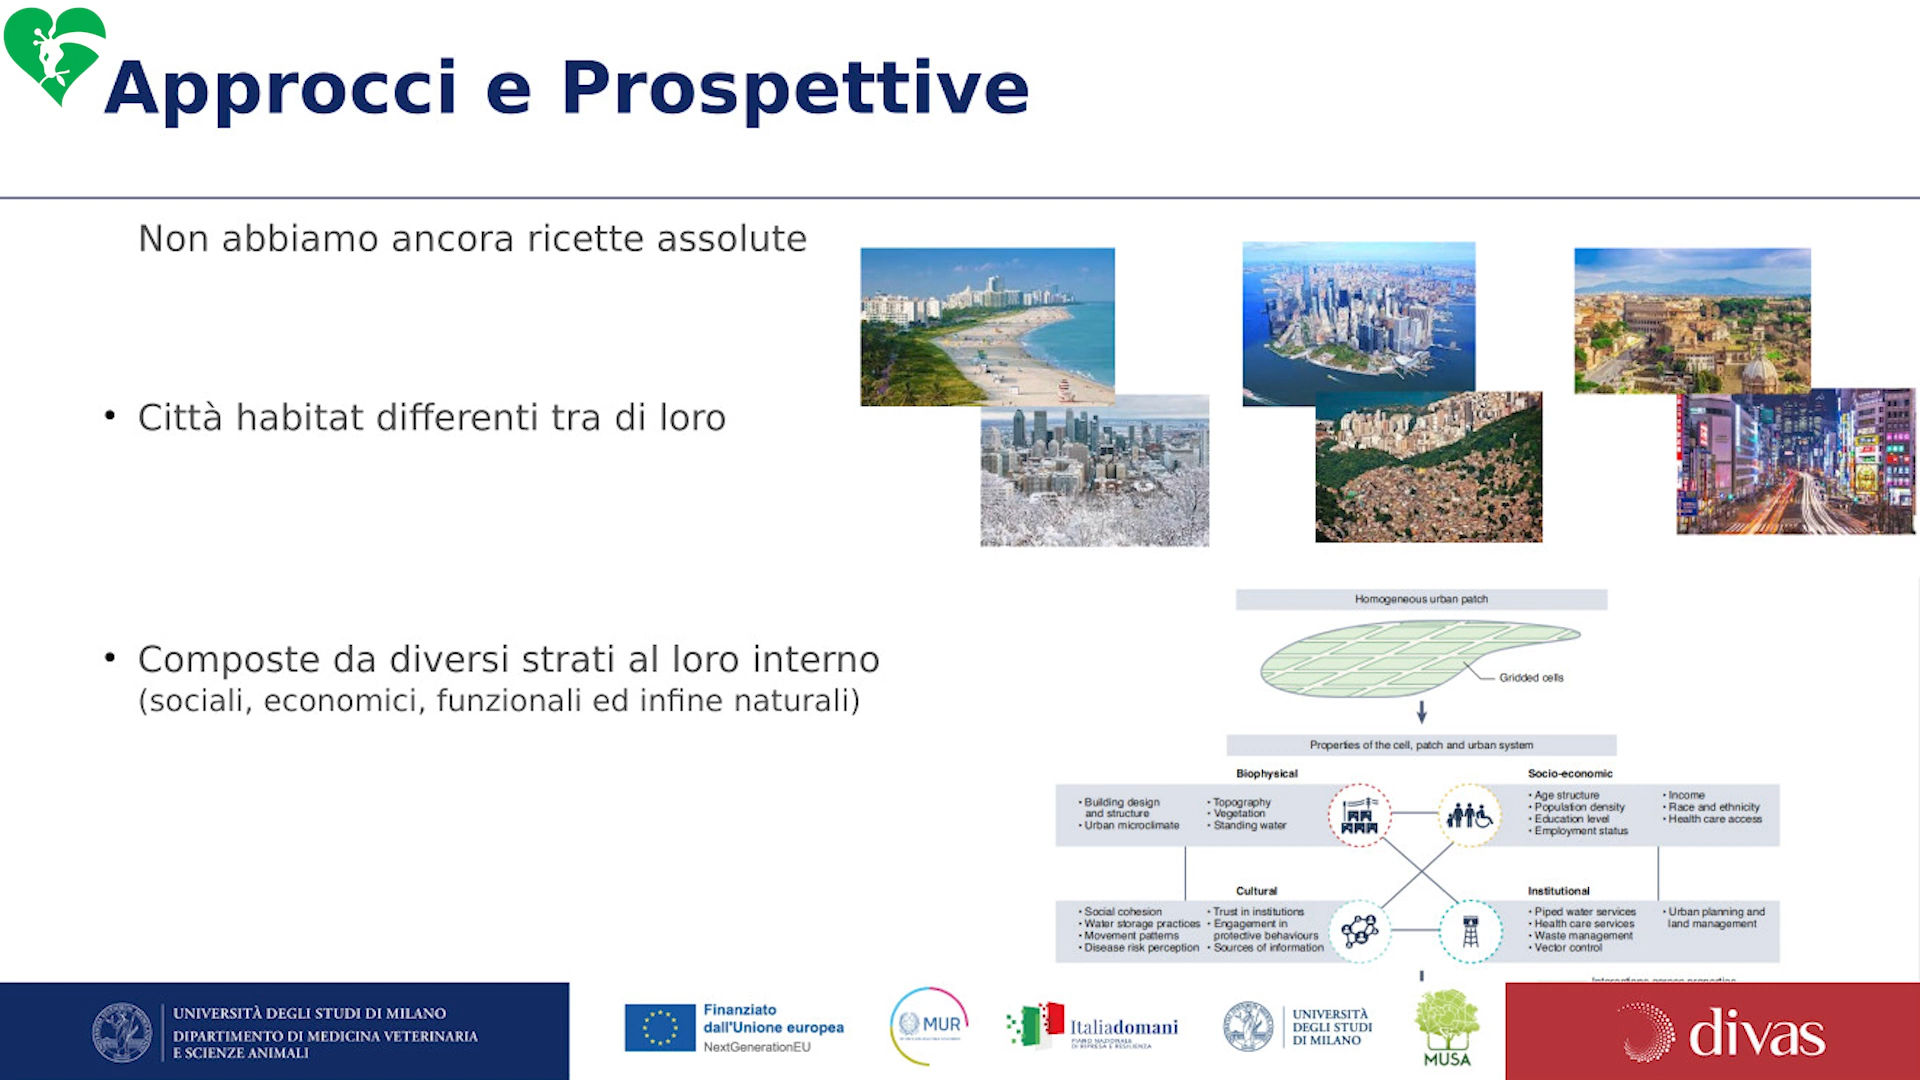 Approcci e Prospettive
Non abbiamo ancora ricette assolute
• Città habitat differenti tra di loro
• Composte da diversi strati al loro interno
(sociali, economici, funzionali ed infine naturali)
Homogeneous urban patch
Gridded cells
Properties of the cell, patch and urban system
Biophysical
• Building design
and structure
• Urban microclimate
• Topography
• Vegetation
• Standing water
Socio-economic
• Age structure
• Population density
• Education level
• Employment status
• Income
• Race and ethnicity
• Health care access
Cultural
• Social cohesion
• Water storage practices
• Movement patterns
• Disease risk perception
• Trust in institutions
• Engagement in
protective behaviours
• Sources of information
Institutional
• Piped water services
• Health care services
• Waste management
• Vector control
• Urban planning and
land management
UNIVERSITÀ DEGLI STUDI DI MILANO
DIPARTIMENTO DI MEDICINA VETERINARIA
E SCIENZE ANIMALI
Finanziato
dall'Unione europea
NextGenerationEU
MUR
Italiadomani
PIANO NAZIONALE
DI RIPRESA E RESILIENZA
UNIVERSITÀ
DEGLI STUDI
DI MILANO
MUSA
divas